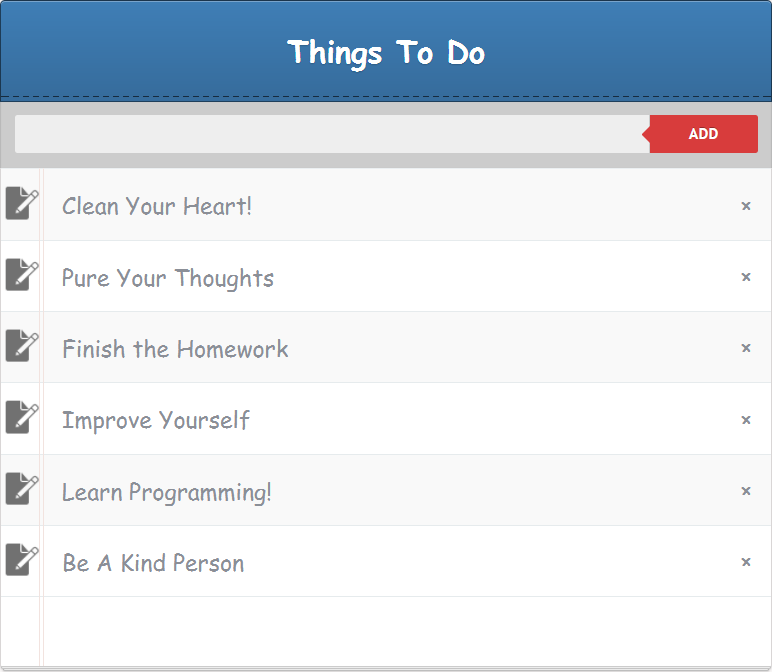 Things To Do
ADD
Clean Your Heart!
Pure Your Thoughts
Finish the Homework
Improve Yourself
Learn Programming!
Be A Kind Person